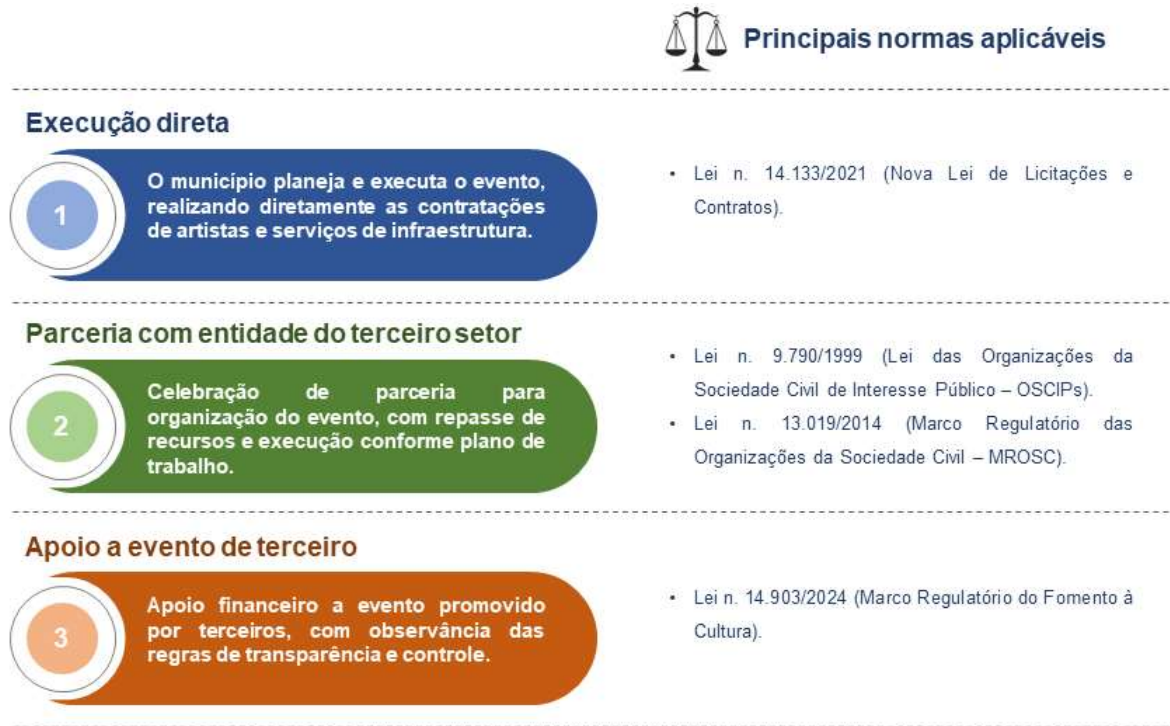 Principais normas aplicáveis
Execução direta
1
O município planeja e executa o evento,
realizando diretamente as contratações
de artistas e serviços de infraestrutura.
• Lei n. 14.133/2021 (Nova Lei de Licitações e
Contratos).
Parceria com entidade do terceiro setor
2
Celebração de parceria para
organização do evento, com repasse de
recursos e execução conforme plano de
trabalho.
• Lei n. 9.790/1999 (Lei das Organizações da
Sociedade Civil de Interesse Público – OSCIPs).
• Lei n. 13.019/2014 (Marco Regulatório das
Organizações da Sociedade Civil – MROSC).
Apoio a evento de terceiro
3
Apoio financeiro a evento promovido
por terceiros, com observância das
regras de transparência e controle.
• Lei n. 14.903/2024 (Marco Regulatório do Fomento à
Cultura).